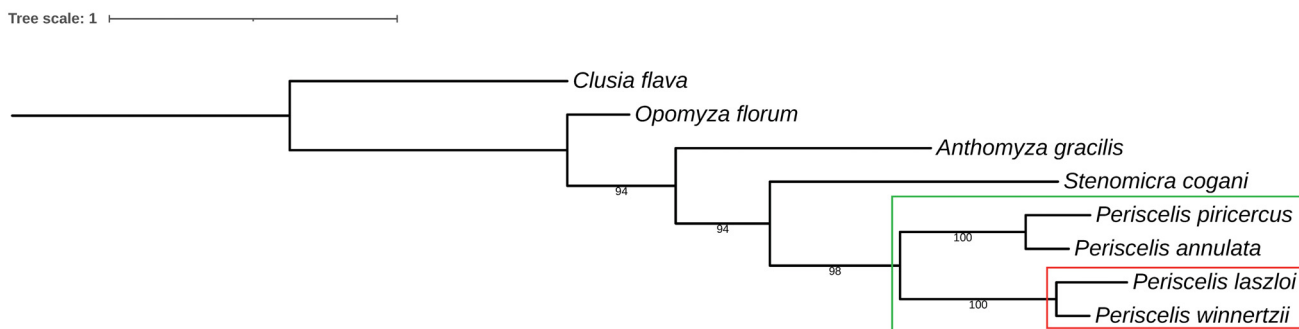 Tree scale: 1
Clusia flava
Opomyza florum
Anthomyza gracilis
94
Stenomicra cogani
Periscelis piricercus
94
100
Periscelis annulata
98
Periscelis laszloi
100
Periscelis winnertzii